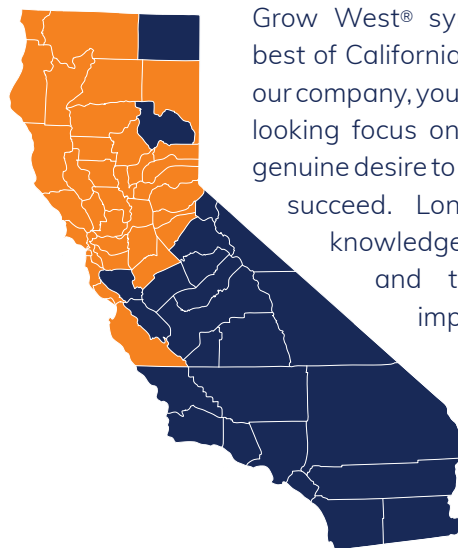 Grow West® sy
best of California
our company, you
looking focus on
genuine desire to
succeed. Lon
knowledge
and t
imp